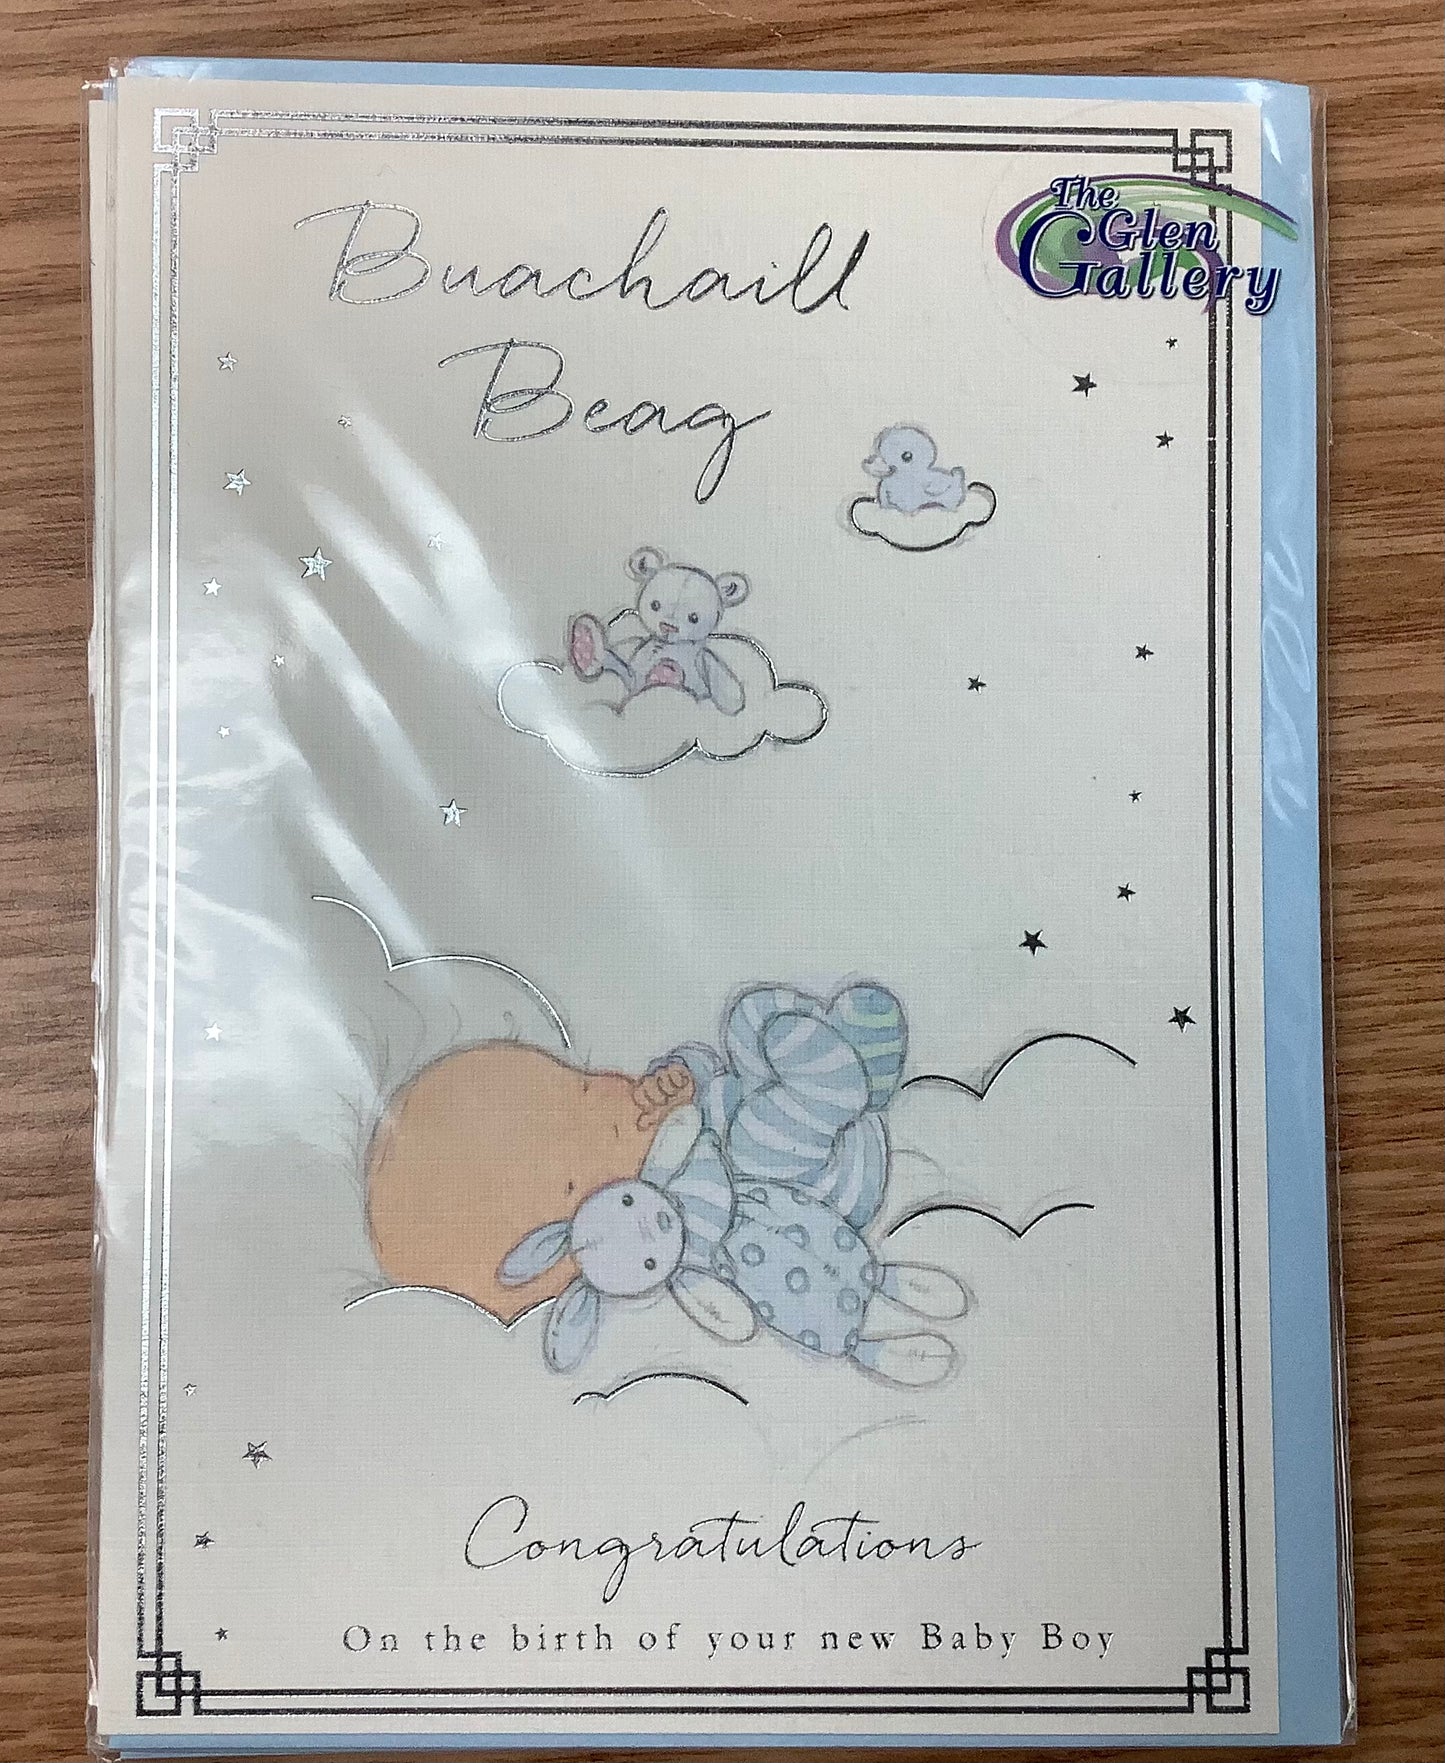 The
Glen
Gallery
Buachaill
Beag
Congratulations
On the birth of your new Baby Boy